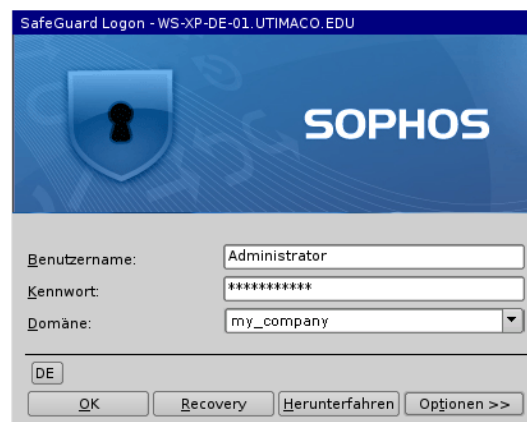 SafeGuard Logon - WS-XP-DE-01.UTIMACO.EDU
SOPHOS
Benutzername: Administrator
Kennwort: ***********
Domäne: my_company
DE
OK Recovery Herunterfahren Optionen >>